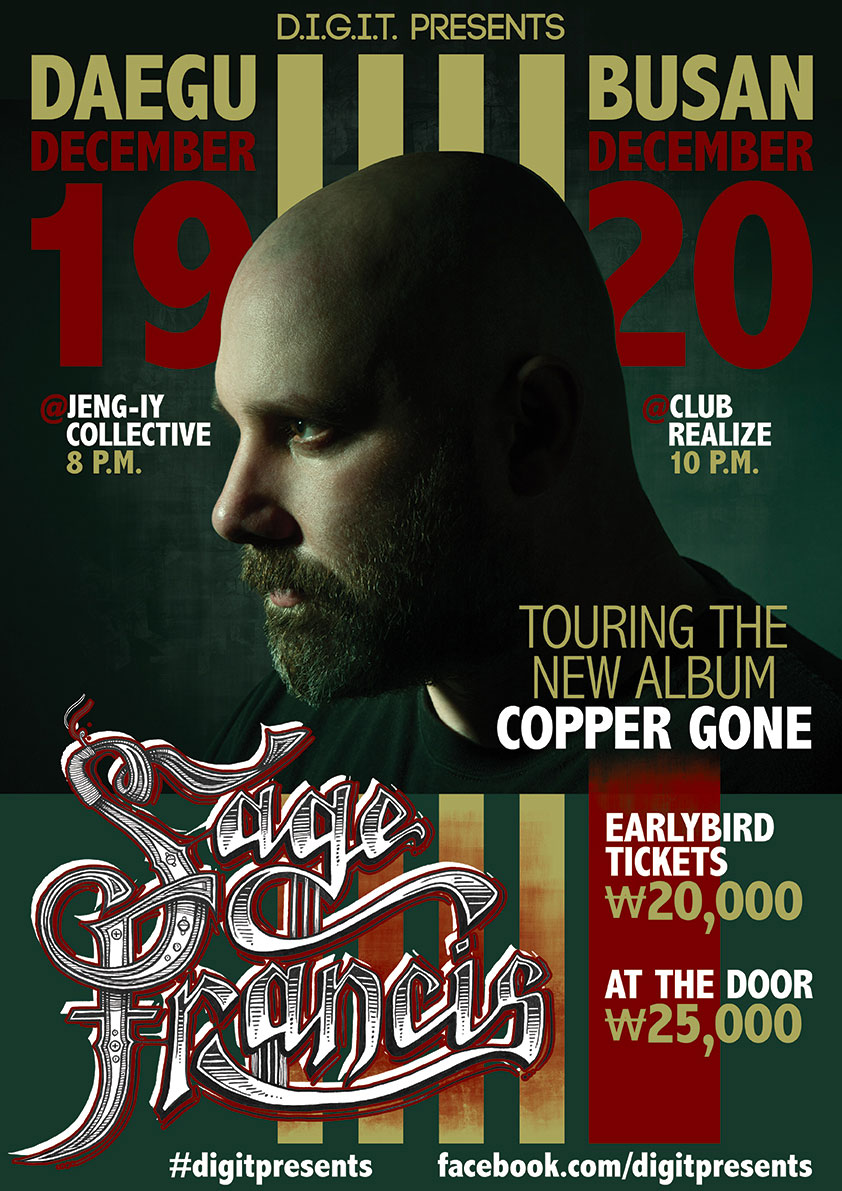 D.I.G.I.T. PRESENTS
DAEGU
DECEMBER
19
@JENG-IY
COLLECTIVE
8 P.M.
BUSAN
DECEMBER
20
@CLUB
REALIZE
10 P.M.
TOURING THE
NEW ALBUM
COPPER GONE
Sage
Francis
EARLYBIRD
TICKETS
₩20,000
AT THE DOOR
₩25,000
#digitpresents
facebook.com/digitpresents